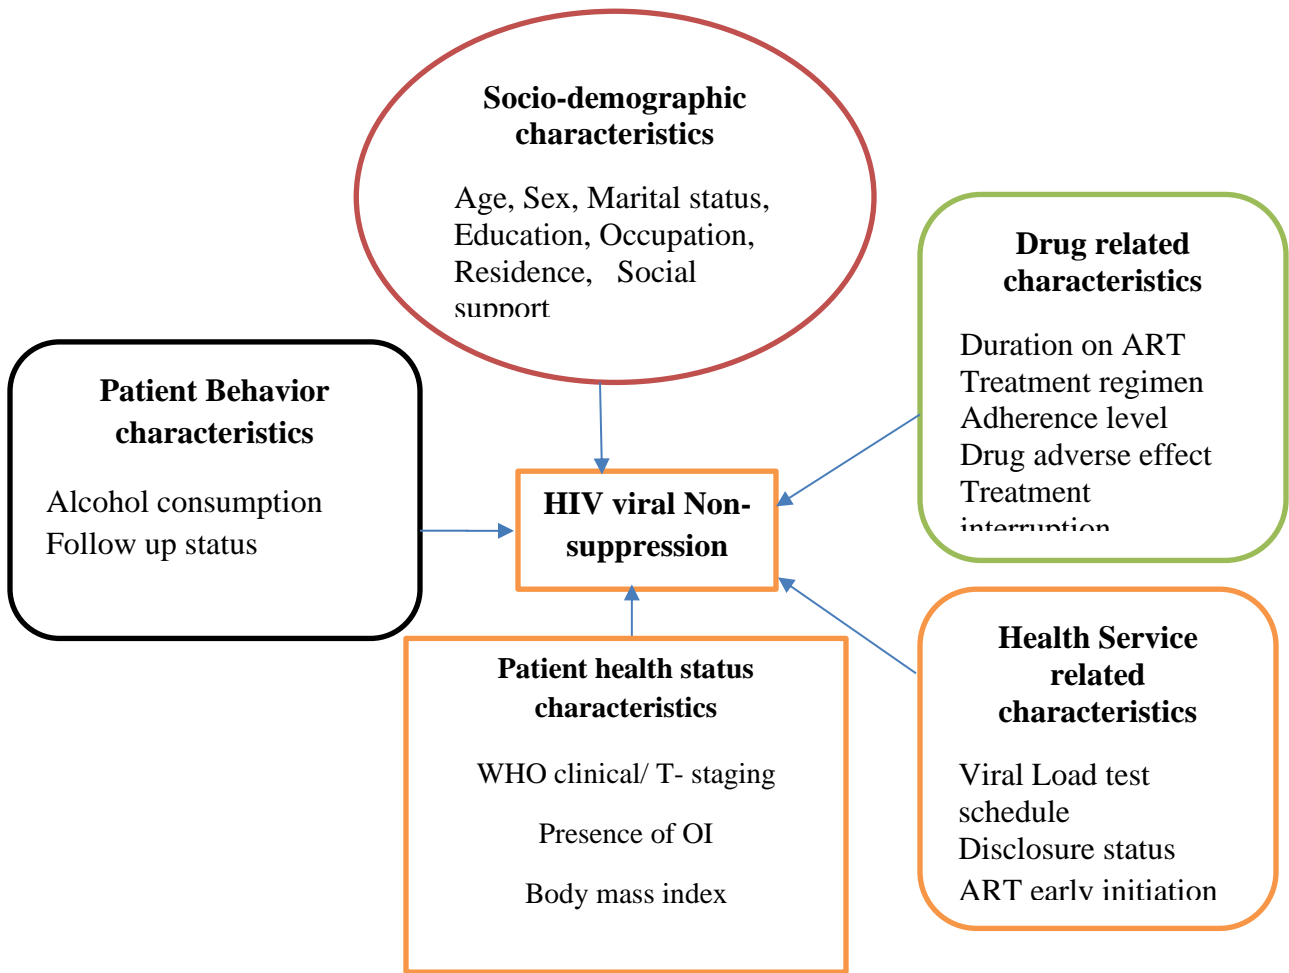 Socio-demographic
characteristics
Age, Sex, Marital status,
Education, Occupation,
Residence, Social
support
Drug related
characteristics
Duration on ART
Treatment regimen
Adherence level
Drug adverse effect
Treatment
interruption
Patient Behavior
characteristics
Alcohol consumption
Follow up status
HIV viral Non-
suppression
Patient health status
characteristics
WHO clinical/ T- staging
Presence of OI
Body mass index
Health Service
related
characteristics
Viral Load test
schedule
Disclosure status
ART early initiation